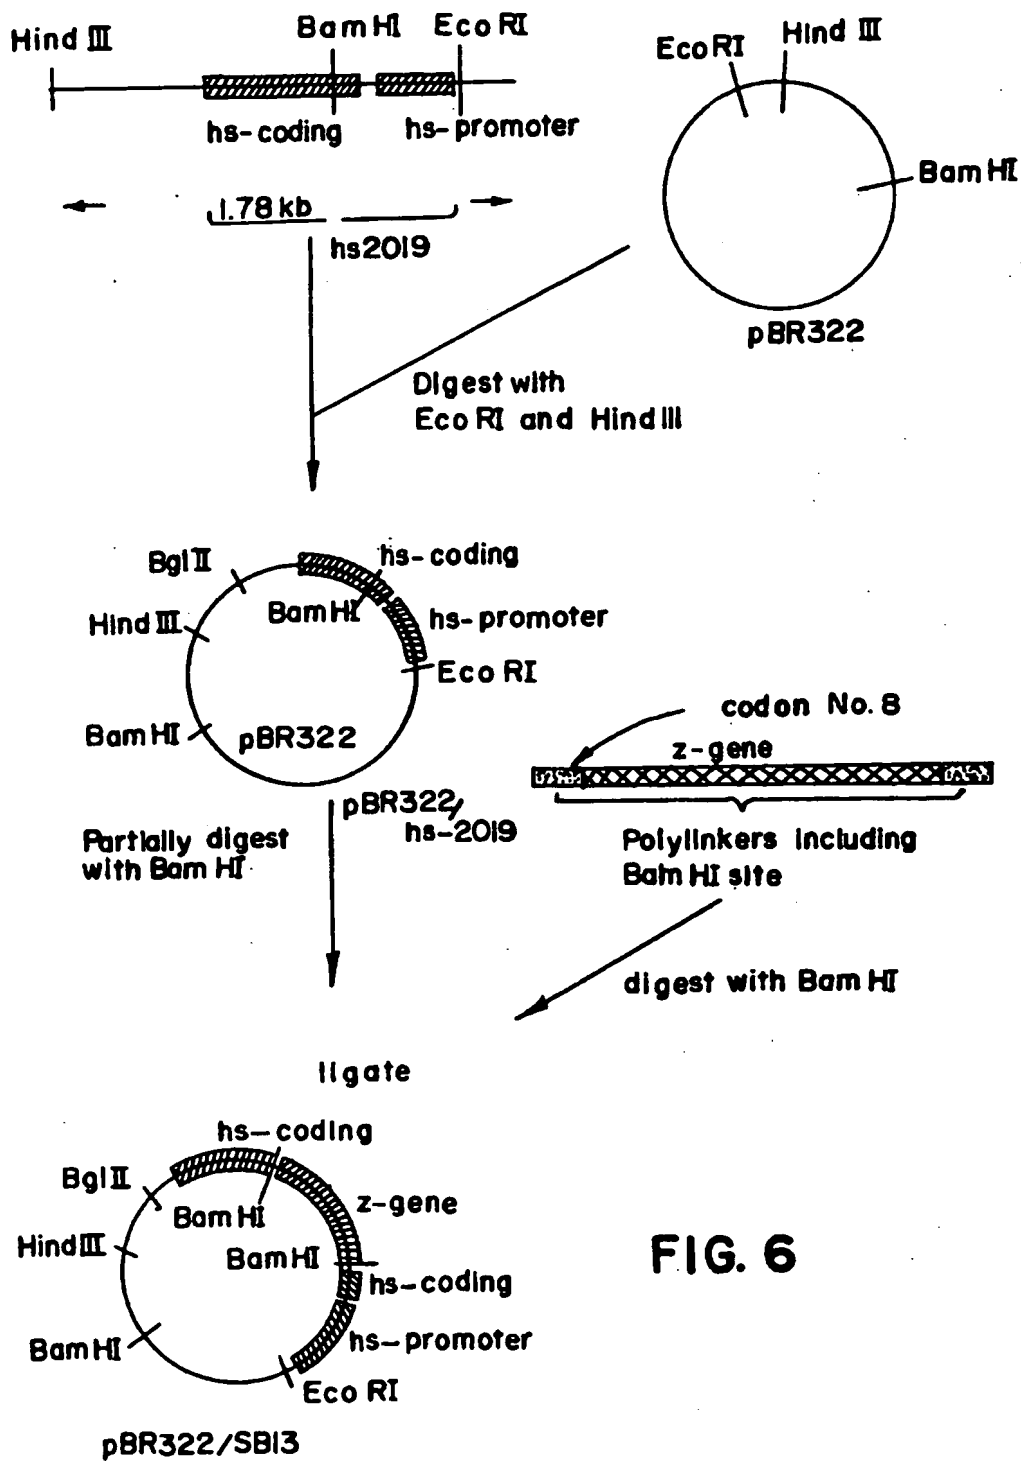 Hind III
Bam HI
Eco RI
hs-coding
hs-promoter
1.78 kb
hs2019
Eco RI
Hind III
Bam HI
pBR322
Digest with
Eco RI and Hind III
Bgl II
hs-coding
Bam HI
Hind III
hs-promoter
Eco RI
Bam HI
pBR322
pBR322/
hs-2019
codon No. 8
z-gene
Partially digest
with Bam HI
Polylinkers including
Bam HI site
digest with Bam HI
ligate
hs-coding
Bgl II
Bam HI
z-gene
Hind III
Bam HI
hs-coding
Bam HI
hs-promoter
Eco RI
pBR322/SB13
FIG. 6